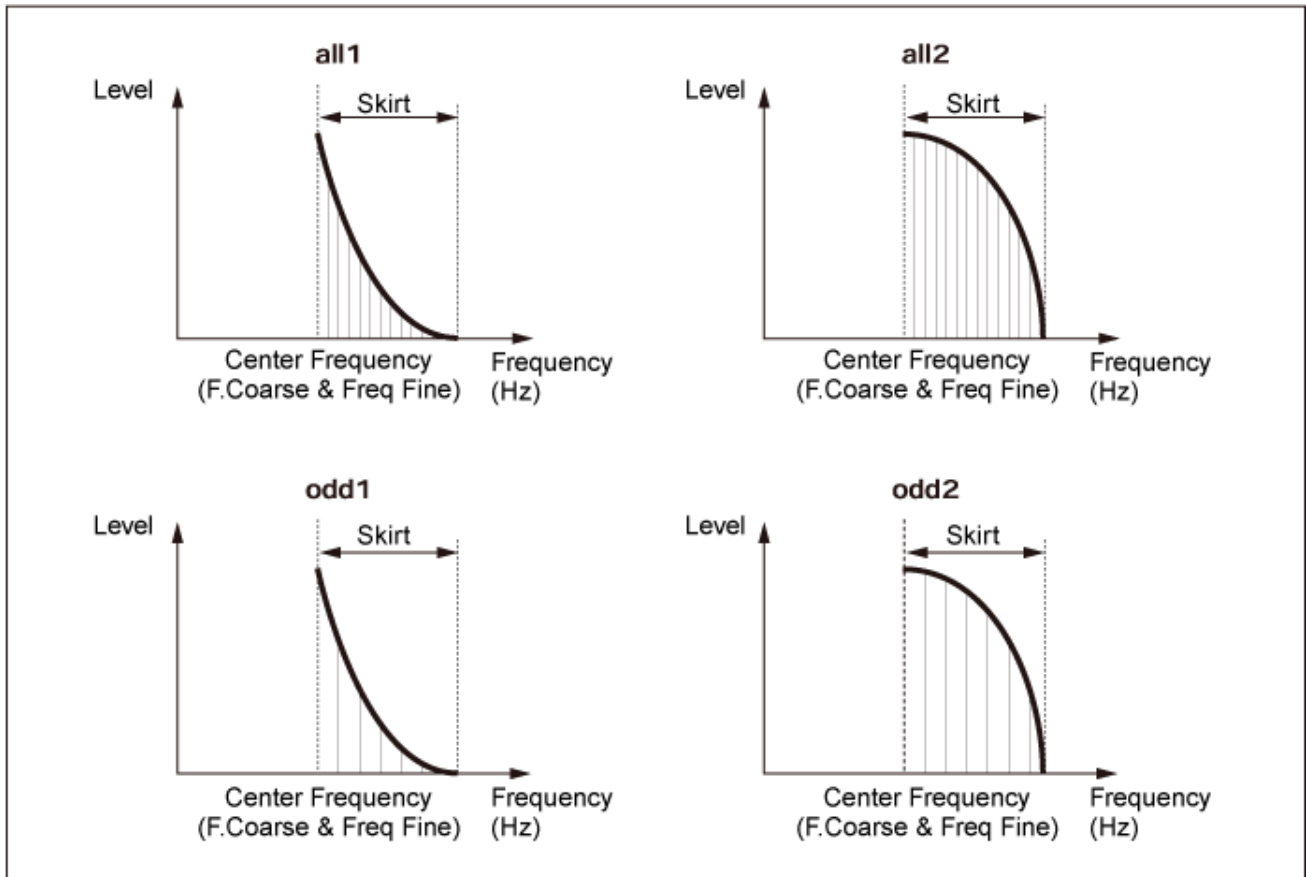 all1
Level
Skirt
Center Frequency
(F.Coarse & Freq Fine)
Frequency
(Hz)
all2
Level
Skirt
Center Frequency
(F.Coarse & Freq Fine)
Frequency
(Hz)
odd1
Level
Skirt
Center Frequency
(F.Coarse & Freq Fine)
Frequency
(Hz)
odd2
Level
Skirt
Center Frequency
(F.Coarse & Freq Fine)
Frequency
(Hz)